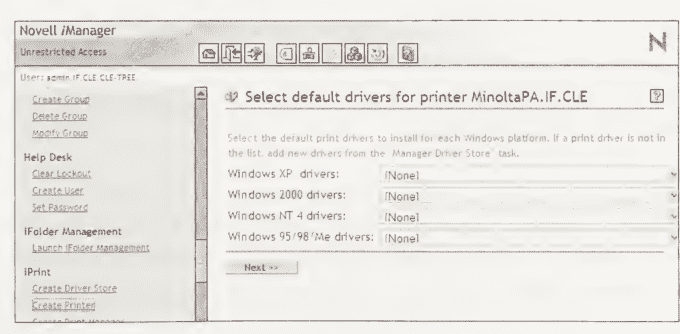 Novell iManager
Unrestricted Access
N
User: admin.IF.CLE.CLE-TREE.
Create Group
Delete Group
Modify Group
Help Desk
Clear Lockout
Create User
Set Password
iFolder Management
Launch iFolder Management
iPrint
Create Driver Store
Create Printer
Create Print Manager
Select default drivers for printer MinoltaPA.IF.CLE
?
Select the default print drivers to install for each Windows platform. If a print driver is not in
the list, add new drivers from the "Manager Driver Store" task.
Windows XP drivers: [None]
Windows 2000 drivers: [None]
Windows NT 4 drivers: [None]
Windows 95/98/Me drivers: [None]
Next >>